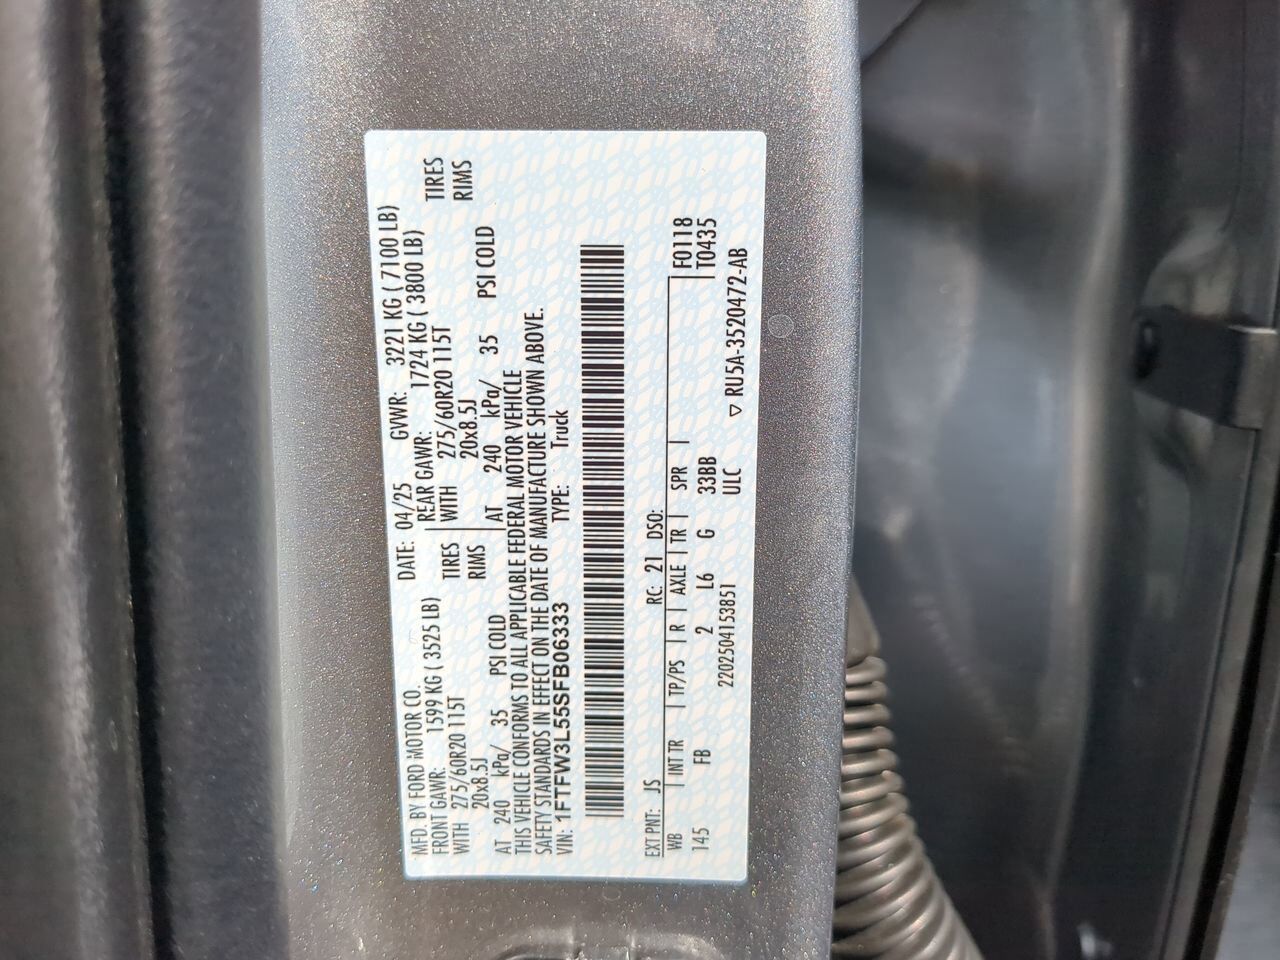 MFD. BY FORD MOTOR CO. DATE: 04/25 GVWR: 3221 KG ( 7100 LB)
FRONT GAWR: 1599 KG ( 3525 LB) REAR GAWR: 1724 KG ( 3800 LB)
WITH 275/60R20 115T TIRES WITH 275/60R20 115T TIRES
20x8.5J RIMS 20x8.5J RIMS
AT 240 kPa/ 35 PSI COLD AT 240 kPa/ 35 PSI COLD
THIS VEHICLE CONFORMS TO ALL APPLICABLE FEDERAL MOTOR VEHICLE
SAFETY STANDARDS IN EFFECT ON THE DATE OF MANUFACTURE SHOWN ABOVE.
VIN: 1FTFW3L55SFB06333 TYPE: Truck
EXT PNT: JS RC: 21 DSO: F0118
WB INT TR TP/PS R AXLE TR SPR T0435
145 FB 2 L6 G 33BB
2202504153851 ULC ▽ RU5A-3520472-AB